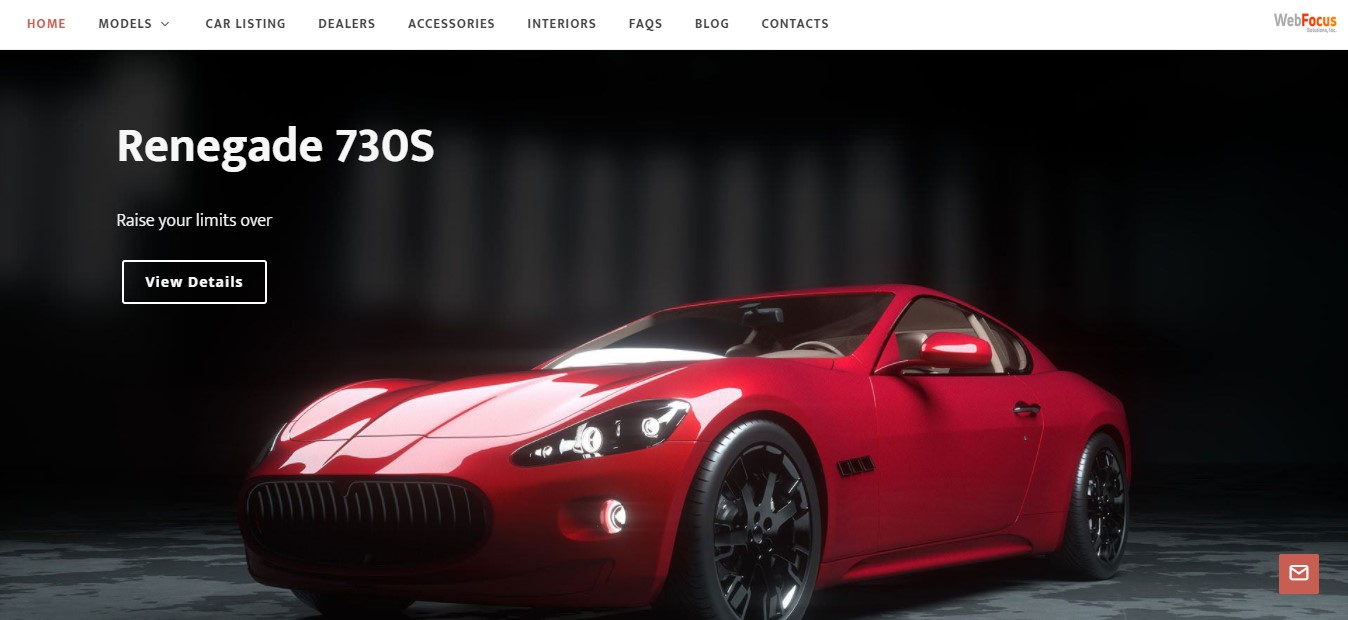 HOME
MODELS
CAR LISTING
DEALERS
ACCESSORIES
INTERIORS
FAQS
BLOG
CONTACTS
WebFocus
Solutions, Inc.
Renegade 730S
Raise your limits over
View Details